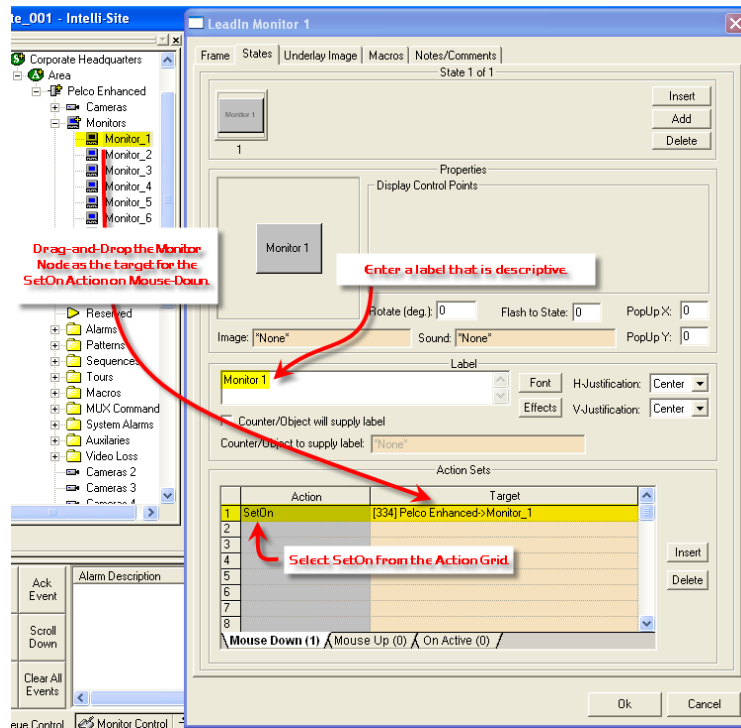 te_001 - Intelli-Site
Corporate Headquarters
Area
Pelco Enhanced
Cameras
Monitors
Monitor_1
Monitor_2
Monitor_3
Monitor_4
Monitor_5
Monitor_6
Drag-and-Drop the Monitor
Node as the target for the
SetOn Action on Mouse-Down.
Reserved
Alarms
Patterns
Sequences
Tours
Macros
MUX Command
System Alarms
Auxilaries
Video Loss
Cameras 2
Cameras 3
Cameras 4
Ack
Event
Scroll
Down
Clear All
Events
Alarm Description
eue Control
Monitor Control
LeadIn Monitor 1
Frame States Underlay Image Macros Notes/Comments
State 1 of 1
Monitor 1
1
Insert
Add
Delete
Properties
Display Control Points
Monitor 1
Enter a label that is descriptive.
Rotate (deg.): 0 Flash to State: 0 PopUp X: 0
Image: "None" Sound: "None" PopUp Y: 0
Label
Monitor 1
Font H-Justification: Center
Effects V-Justification: Center
Counter/Object will supply label
Counter/Object to supply label: "None"
Action Sets
Action Target
1 SetOn [334] Pelco Enhanced->Monitor_1
2
3
4
5
6
7
8
Select SetOn from the Action Grid.
Insert
Delete
Mouse Down (1) Mouse Up (0) On Active (0)
Ok Cancel